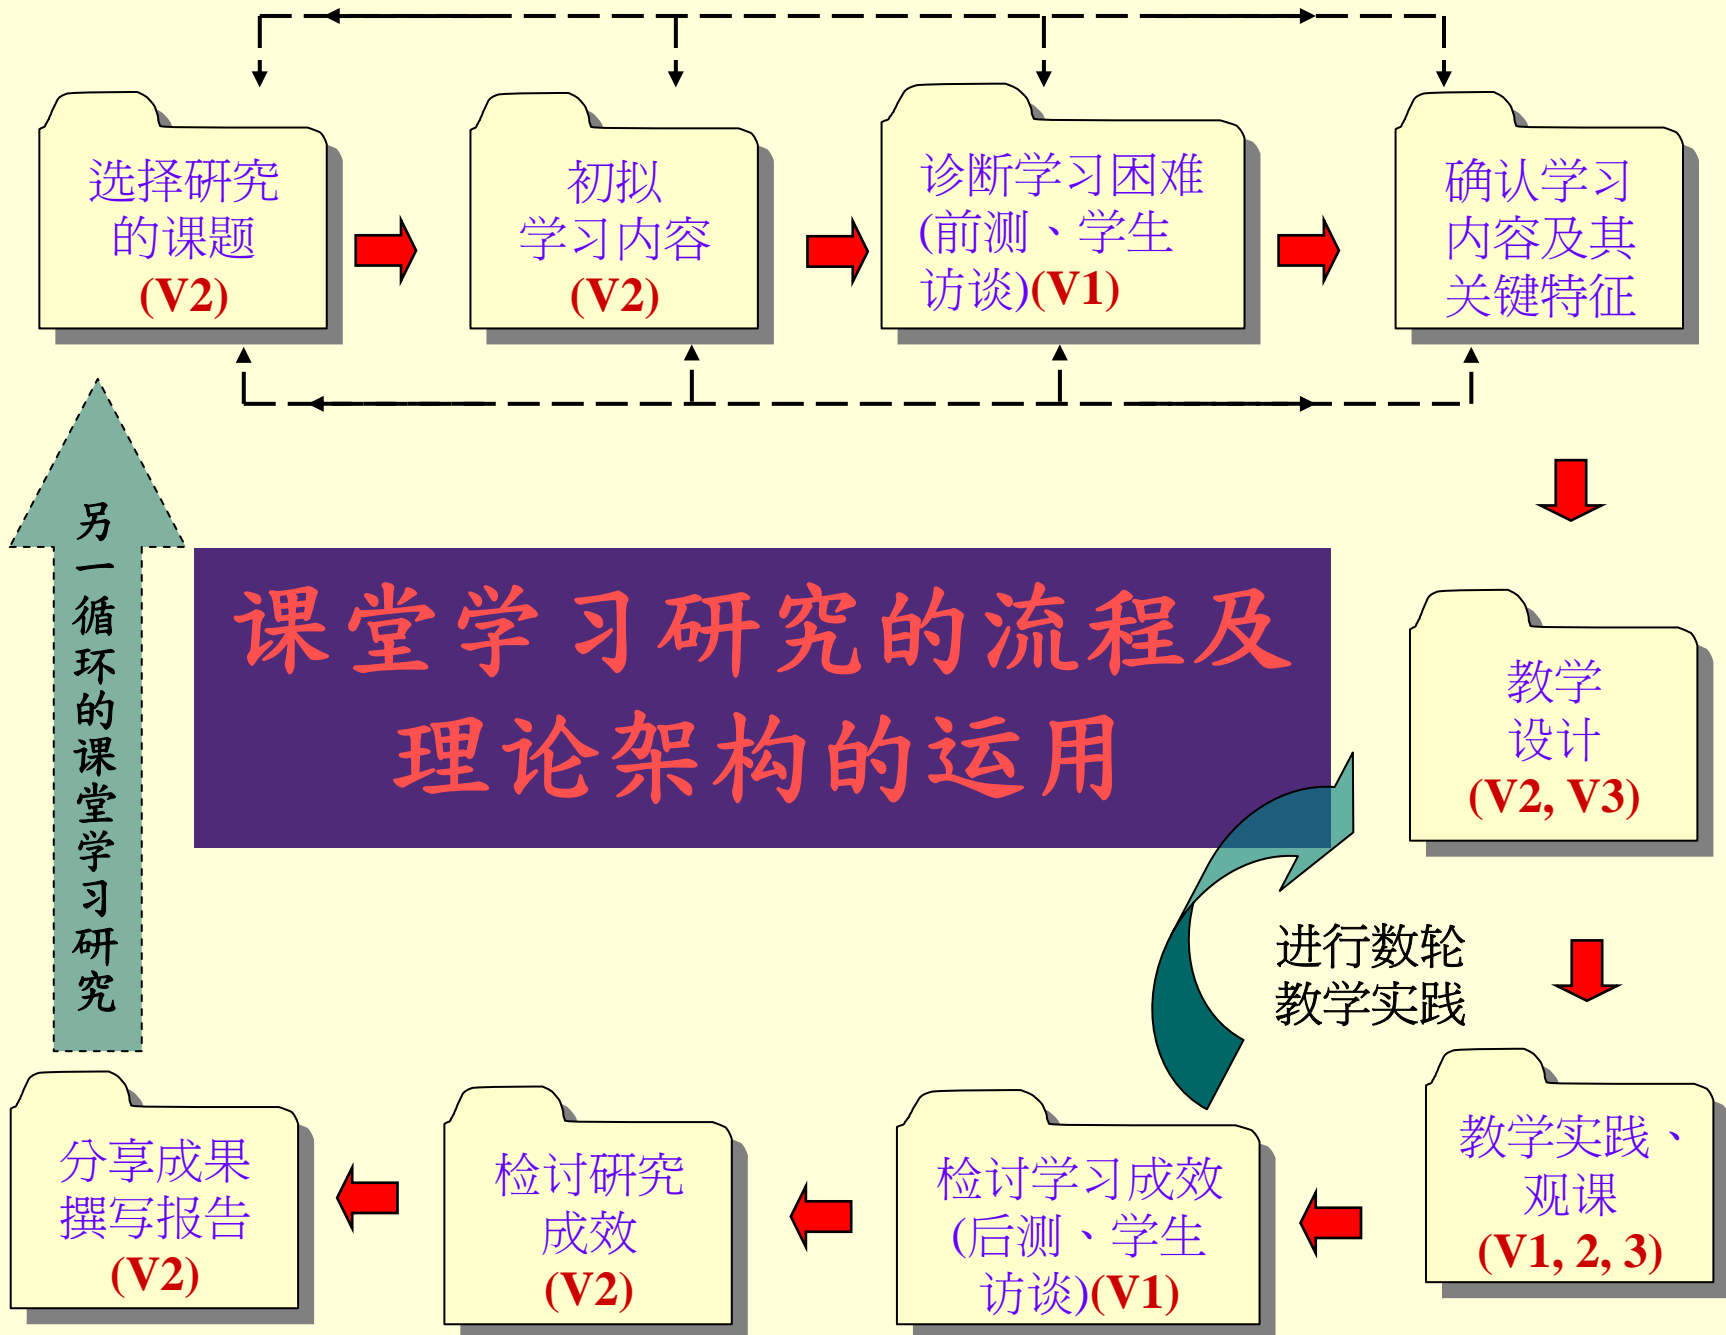 选择研究
的课题
(V2)
初拟
学习内容
(V2)
诊断学习困难
(前测、学生
访谈)(V1)
确认学习
内容及其
关键特征
课堂学习研究的流程及
理论架构的运用
另一循环的课堂学习研究
教学
设计
(V2, V3)
进行数轮
教学实践
教学实践、
观课
(V1, 2, 3)
检讨学习成效
(后测、学生
访谈)(V1)
检讨研究
成效
(V2)
分享成果
撰写报告
(V2)